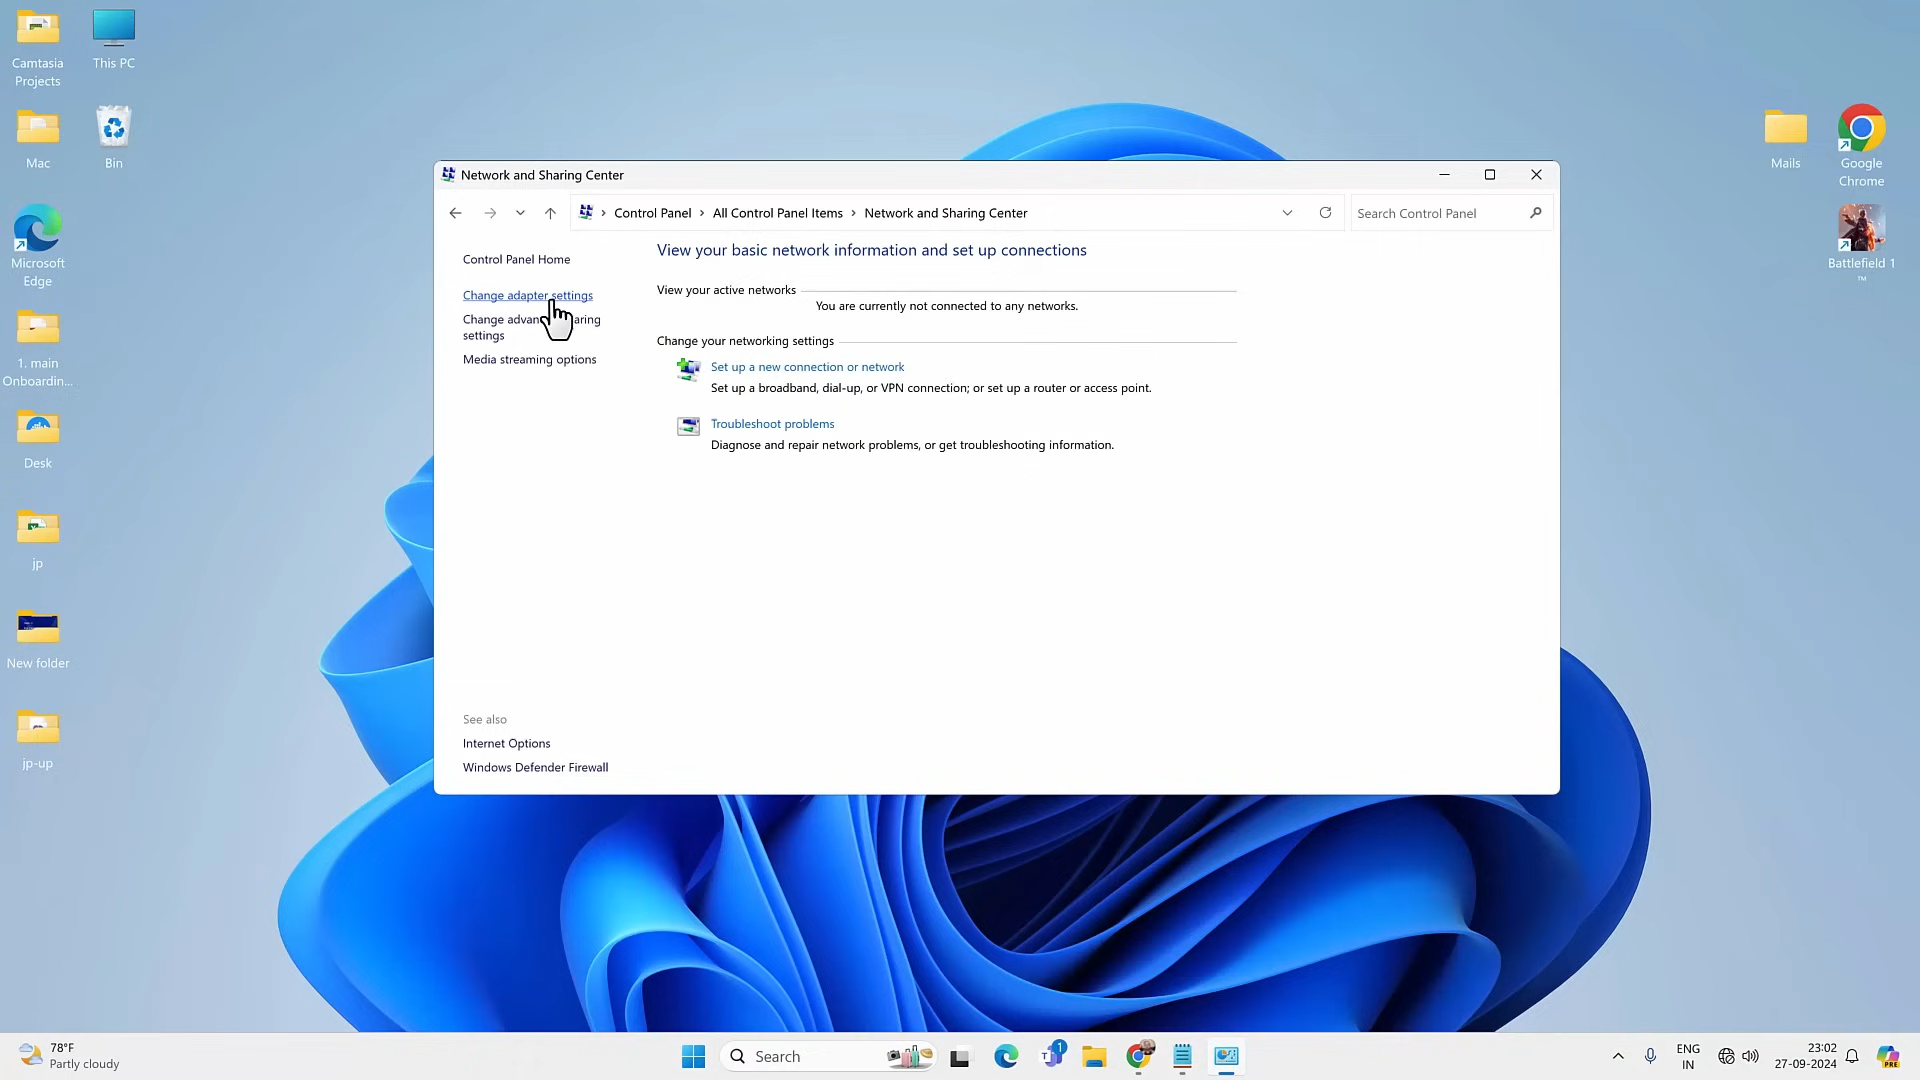 Camtasia
Projects
This PC
Mac
Bin
Microsoft
Edge
1. main
Onboardin...
Desk
jp
New folder
jp-up
Mails
Google
Chrome
Battlefield 1
™
Network and Sharing Center
Control Panel > All Control Panel Items > Network and Sharing Center
Search Control Panel
Control Panel Home
Change adapter settings
Change advan aring
settings
Media streaming options
View your basic network information and set up connections
View your active networks
You are currently not connected to any networks.
Change your networking settings
Set up a new connection or network
Set up a broadband, dial-up, or VPN connection; or set up a router or access point.
Troubleshoot problems
Diagnose and repair network problems, or get troubleshooting information.
See also
Internet Options
Windows Defender Firewall
78°F
Partly cloudy
Search
1
ENG
IN
23:02
27-09-2024
PRE